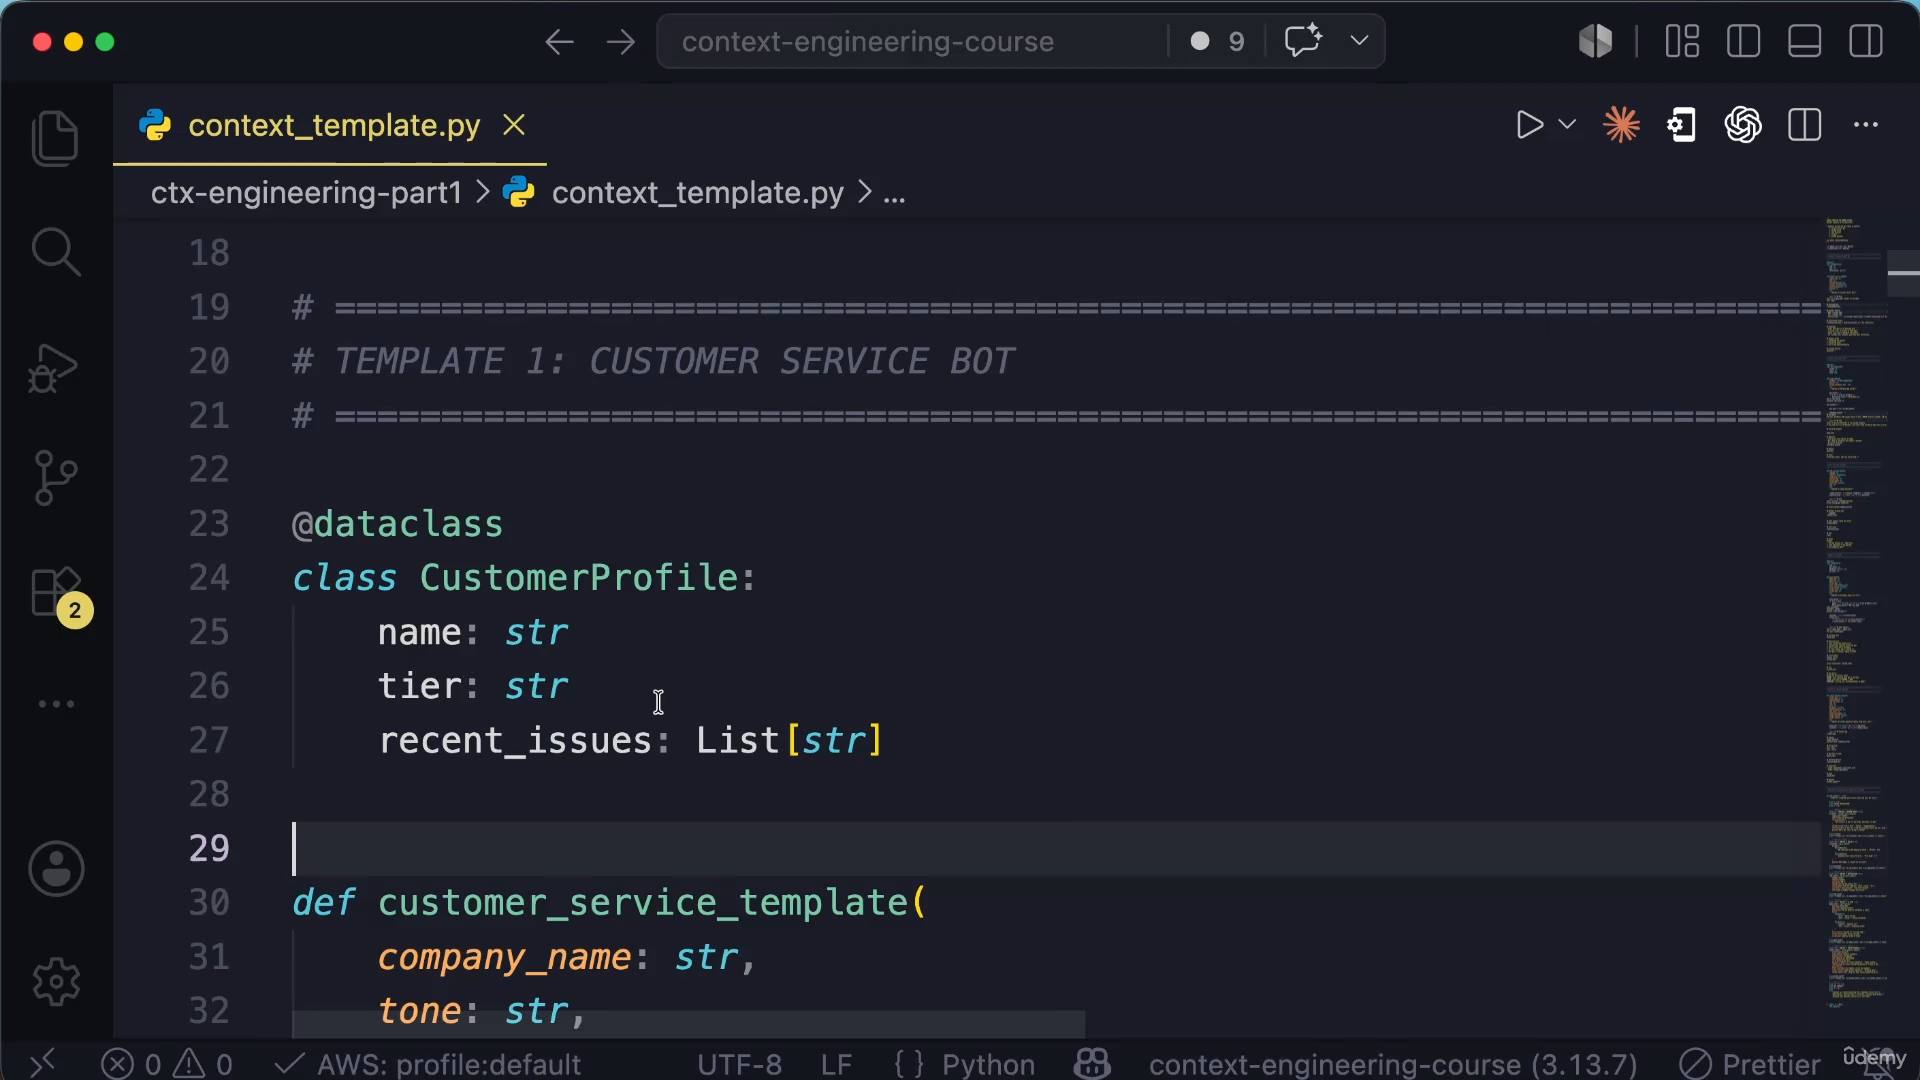 context-engineering-course
9
context_template.py
ctx-engineering-part1 > context_template.py > ...
18
19 # ======================================================================
20 # TEMPLATE 1: CUSTOMER SERVICE BOT
21 # ======================================================================
22
23 @dataclass
24 class CustomerProfile:
25 name: str
26 tier: str
27 recent_issues: List[str]
28
29
30 def customer_service_template(
31 company_name: str,
32 tone: str,
2
0 0 AWS: profile:default UTF-8 LF {} Python context-engineering-course (3.13.7) Prettier
ûdemy